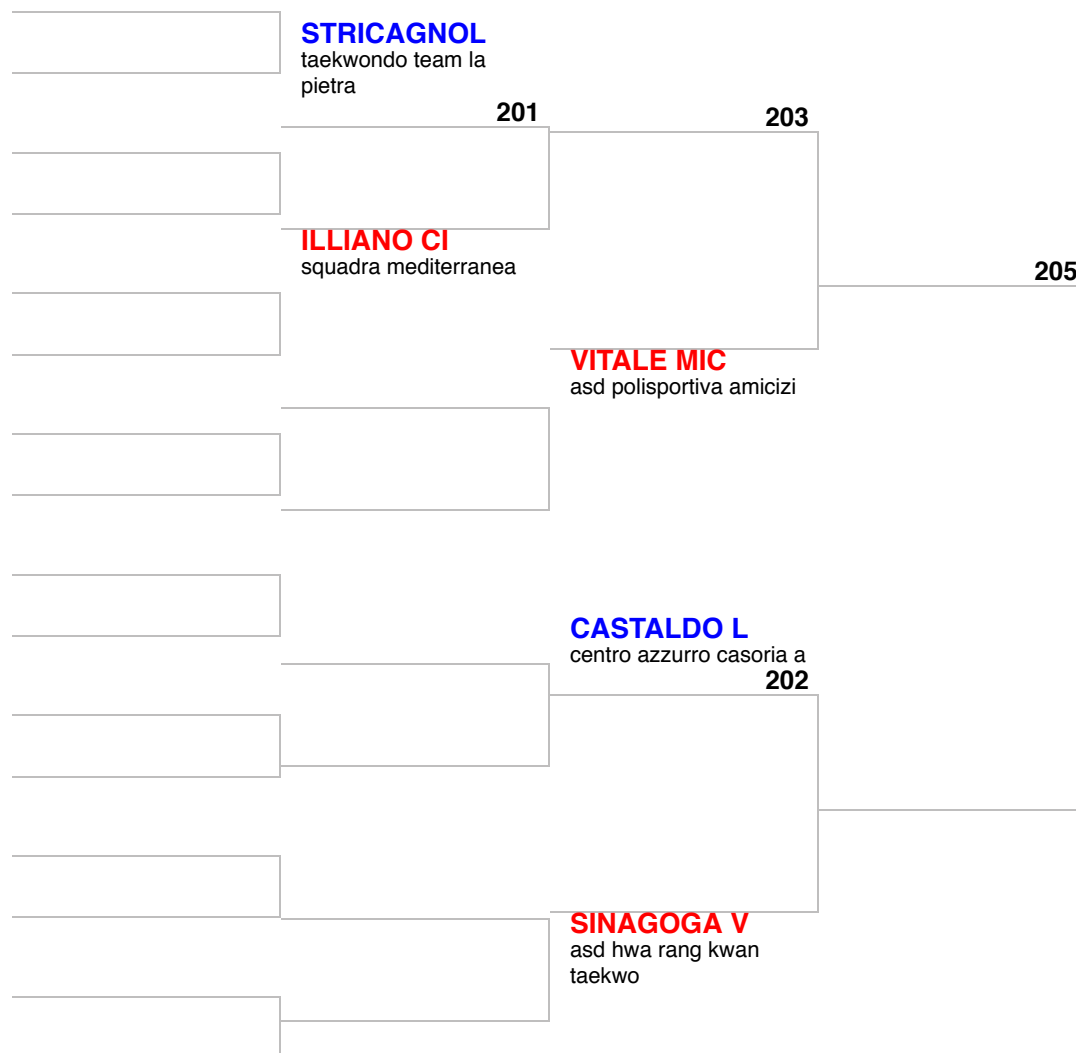 STRICAGNOL
taekwondo team la
pietra
201
203
ILLIANO CI
squadra mediterranea
205
VITALE MIC
asd polisportiva amicizi
CASTALDO L
centro azzurro casoria a
202
SINAGOGA V
asd hwa rang kwan
taekwo